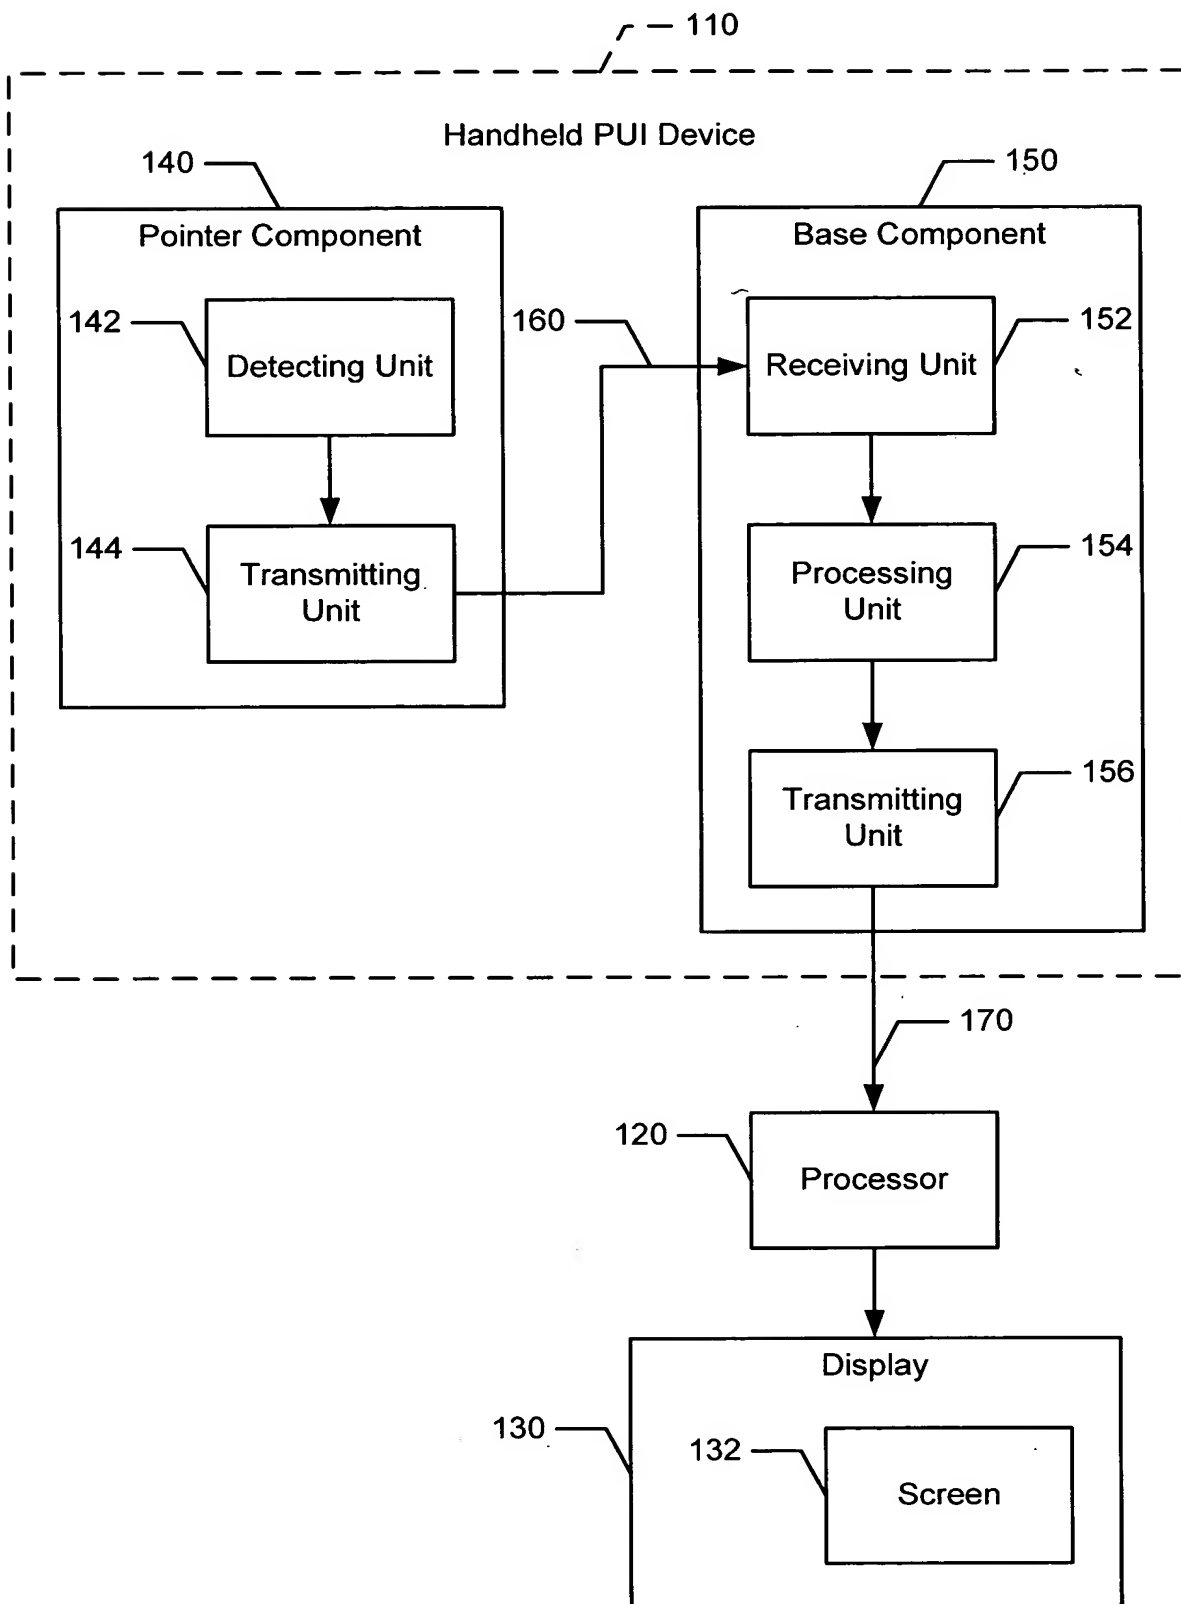 110
Handheld PUI Device
140
150
Pointer Component
Base Component
142
Detecting Unit
160
Receiving Unit
152
144
Transmitting
Unit
Processing
Unit
154
Transmitting
Unit
156
170
120
Processor
Display
130
132
Screen